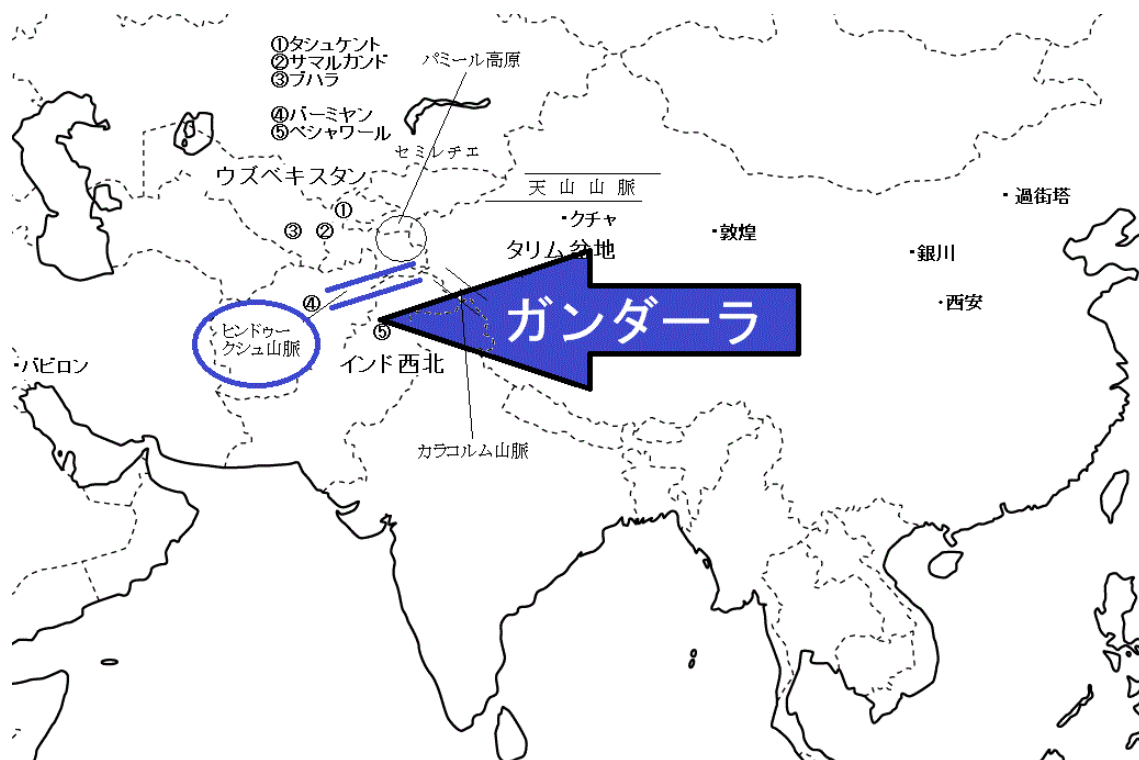 ①タシュケント
②サマルカンド
③ブハラ
④バーミヤン
⑤ペシャワール
パミール高原
セミレチエ
ウズベキスタン
天山山脈
・クチャ
タリム盆地
・敦煌
・過街塔
・銀川
・西安
①
②
③
④
⑤
ヒンドゥー
クシュ山脈
ガンダーラ
インド西北
・バビロン
カラコルム山脈